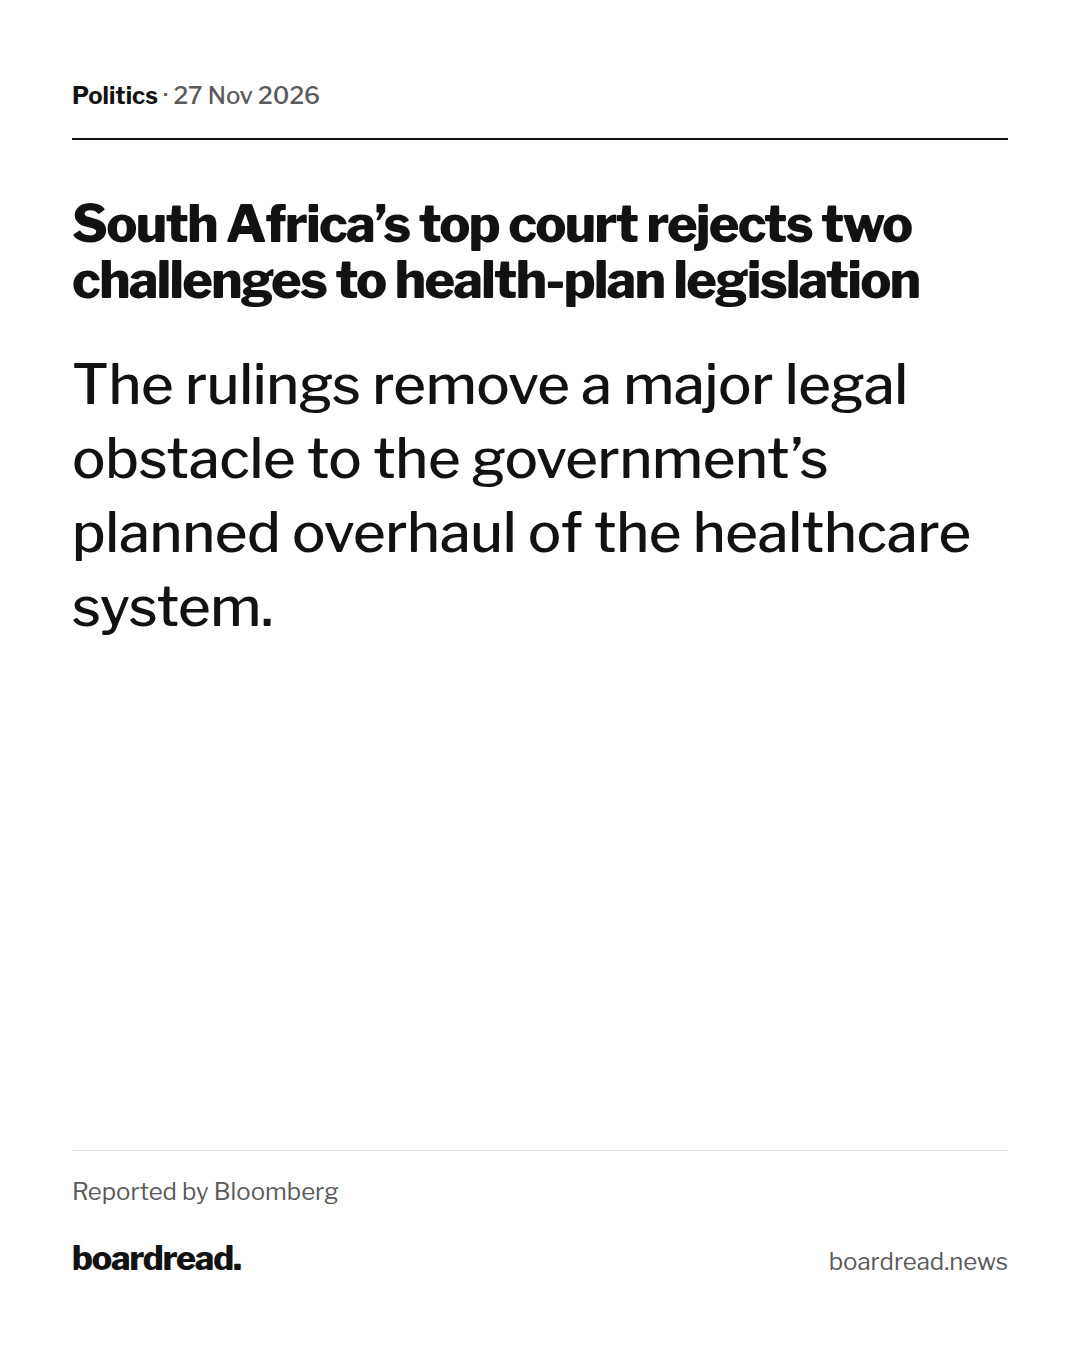 Politics · 27 Nov 2026
South Africa’s top court rejects two
challenges to health-plan legislation
The rulings remove a major legal
obstacle to the government’s
planned overhaul of the healthcare
system.
Reported by Bloomberg
boardread.
boardread.news